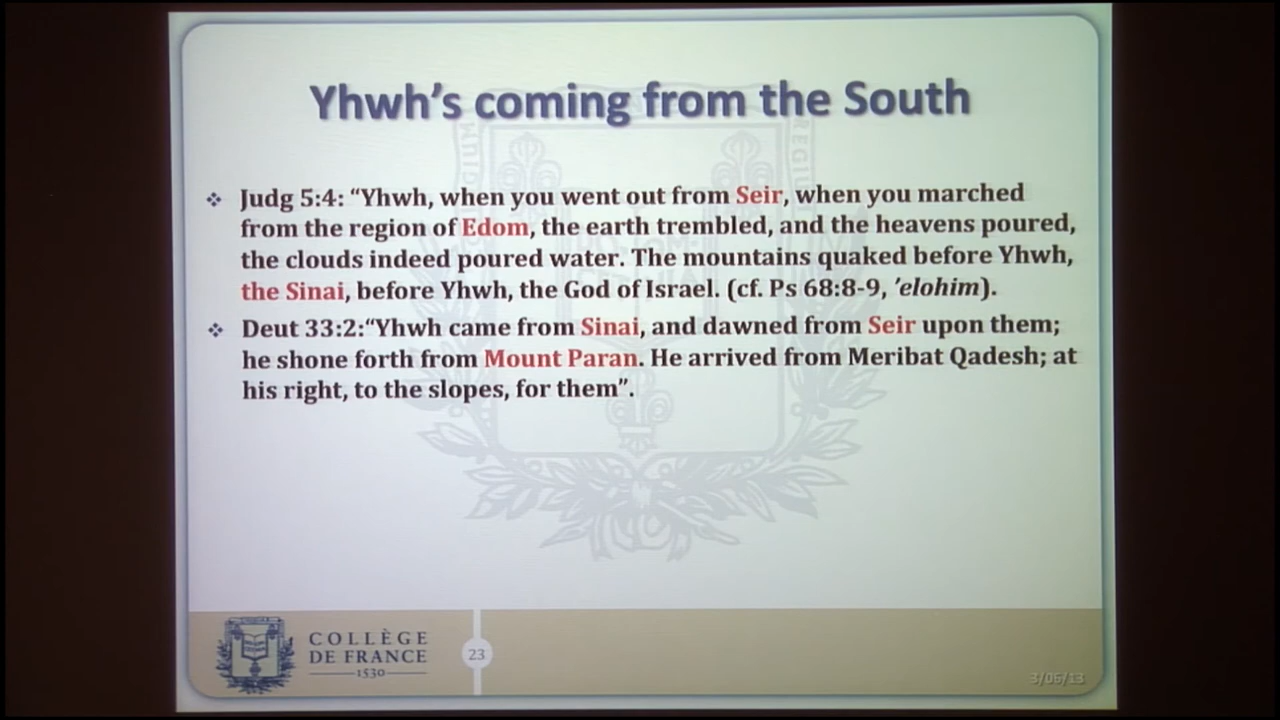 Yhwh's coming from the South
❖ Judg 5:4: “Yhwh, when you went out from Seir, when you marched
from the region of Edom, the earth trembled, and the heavens poured,
the clouds indeed poured water. The mountains quaked before Yhwh,
the Sinai, before Yhwh, the God of Israel. (cf. Ps 68:8-9, ’elohim).
❖ Deut 33:2:“Yhwh came from Sinai, and dawned from Seir upon them;
he shone forth from Mount Paran. He arrived from Meribat Qadesh; at
his right, to the slopes, for them”.
COLLÈGE
DE FRANCE
1530
23
3/06/13